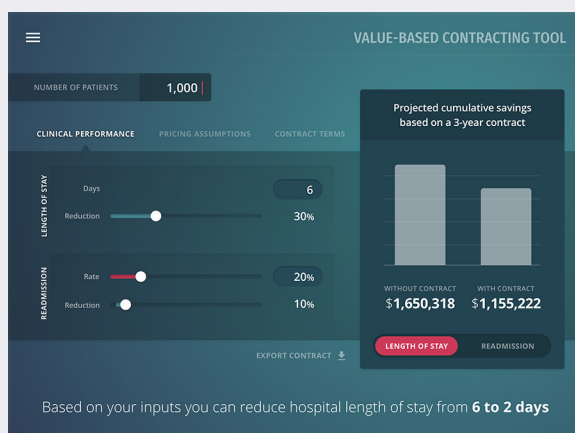 VALUE-BASED CONTRACTING TOOL
NUMBER OF PATIENTS 1,000
CLINICAL PERFORMANCE PRICING ASSUMPTIONS CONTRACT TERMS
LENGTH OF STAY
Days 6
Reduction 30%
READMISSION
Rate 20%
Reduction 10%
EXPORT CONTRACT
Projected cumulative savings
based on a 3-year contract
WITHOUT CONTRACT WITH CONTRACT
$1,650,318 $1,155,222
LENGTH OF STAY READMISSION
Based on your inputs you can reduce hospital length of stay from 6 to 2 days